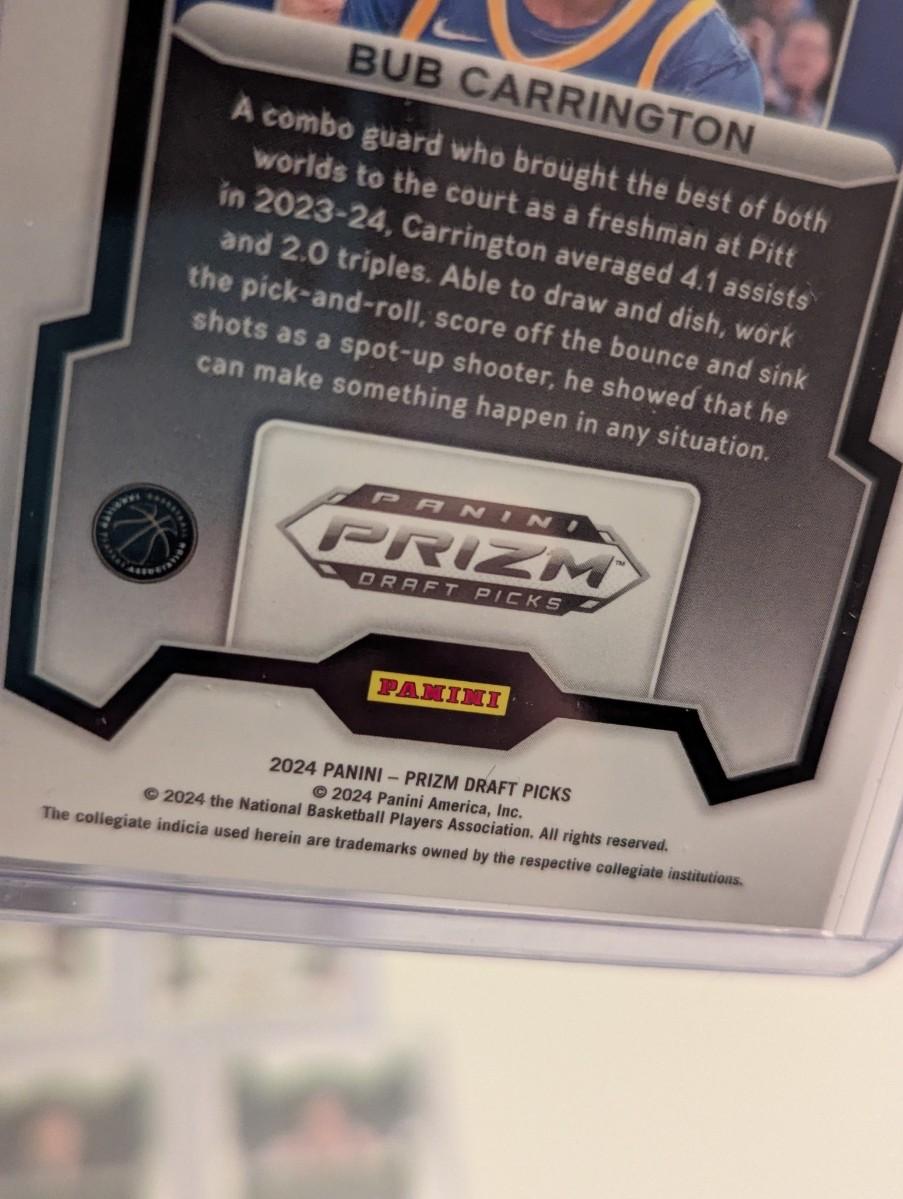 BUB CARRINGTON
A combo guard who brought the best of both
worlds to the court as a freshman at Pitt
in 2023-24, Carrington averaged 4.1 assists
and 2.0 triples. Able to draw and dish, work
the pick-and-roll, score off the bounce and sink
shots as a spot-up shooter, he showed that he
can make something happen in any situation.
PANINI
PRIZM™
DRAFT PICKS
PANINI
2024 PANINI – PRIZM DRAFT PICKS
© 2024 Panini America, Inc.
© 2024 the National Basketball Players Association. All rights reserved.
The collegiate indicia used herein are trademarks owned by the respective collegiate institutions.